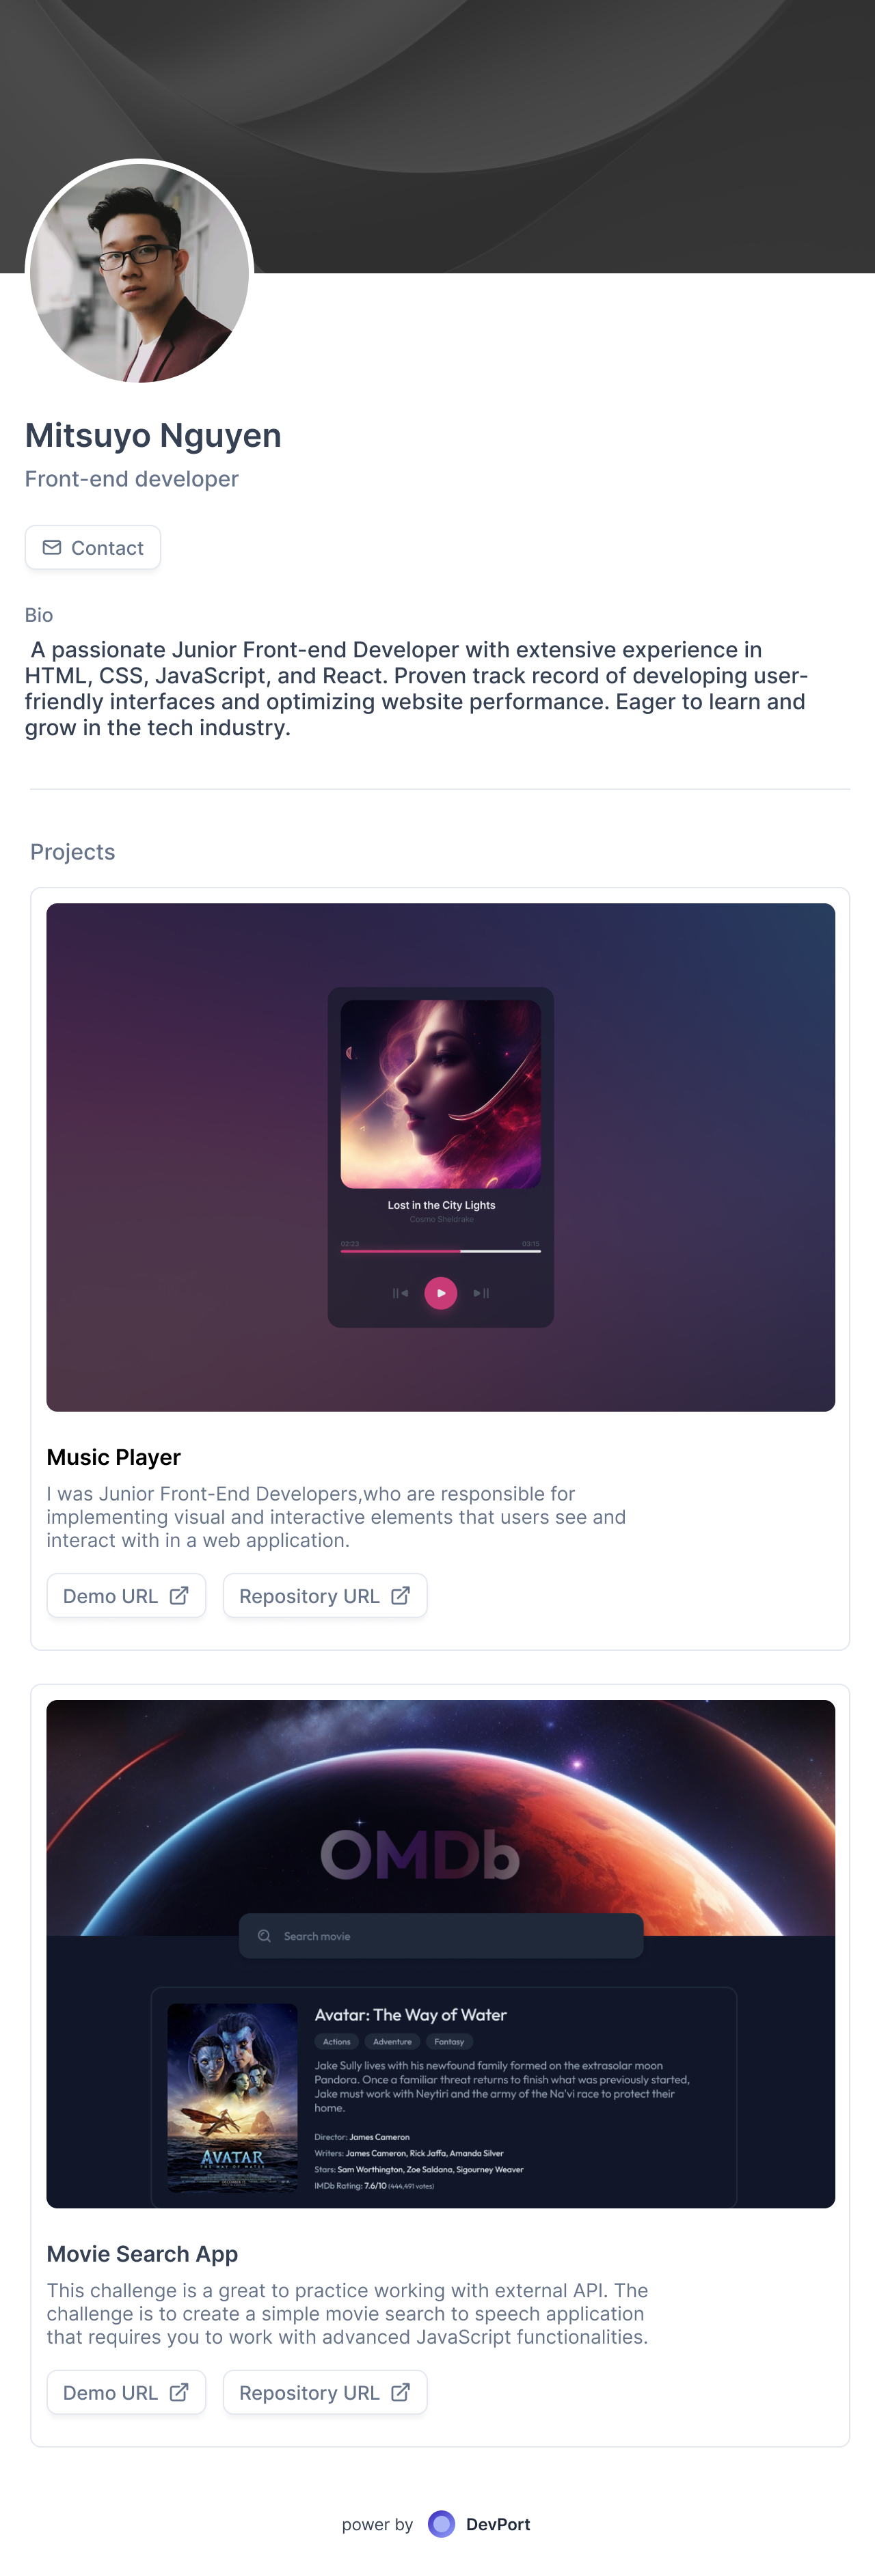 Mitsuyo Nguyen
Front-end developer
Contact
Bio
A passionate Junior Front-end Developer with extensive experience in
HTML, CSS, JavaScript, and React. Proven track record of developing user-
friendly interfaces and optimizing website performance. Eager to learn and
grow in the tech industry.
Projects
Lost in the City Lights
Cosmo Sheldrake
02:23 03:15
Music Player
I was Junior Front-End Developers,who are responsible for
implementing visual and interactive elements that users see and
interact with in a web application.
Demo URL Repository URL
OMDb
Search movie
Avatar: The Way of Water
Actions Adventure Fantasy
Jake Sully lives with his newfound family formed on the extrasolar moon
Pandora. Once a familiar threat returns to finish what was previously started,
Jake must work with Neytiri and the army of the Na'vi race to protect their
home.
Director: James Cameron
Writers: James Cameron, Rick Jaffa, Amanda Silver
Stars: Sam Worthington, Zoe Saldana, Sigourney Weaver
IMDb Rating: 7.6/10 (444,491 votes)
AVATAR
THE WAY OF WATER
Movie Search App
This challenge is a great to practice working with external API. The
challenge is to create a simple movie search to speech application
that requires you to work with advanced JavaScript functionalities.
Demo URL Repository URL
power by DevPort